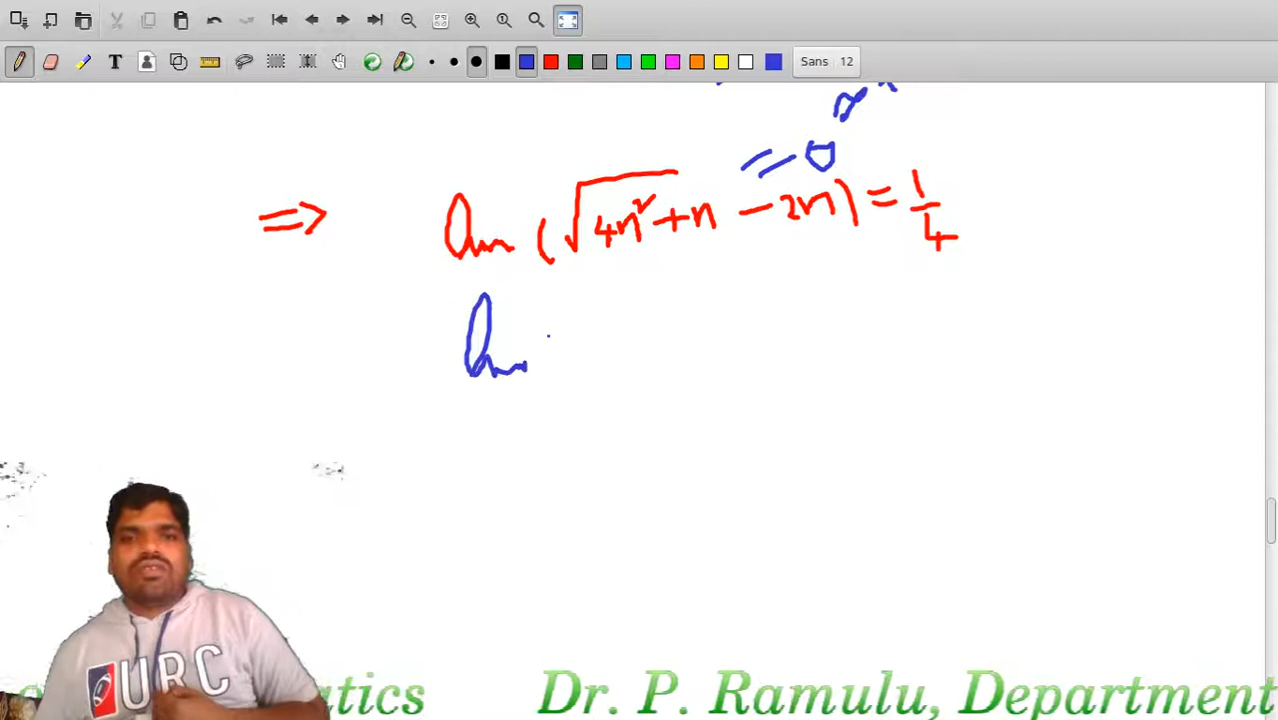 Sans 12
= 0
⇒ lim (√4n²+n - 2n) = 1/4
lim
URC
atics Dr. P. Ramulu, Department